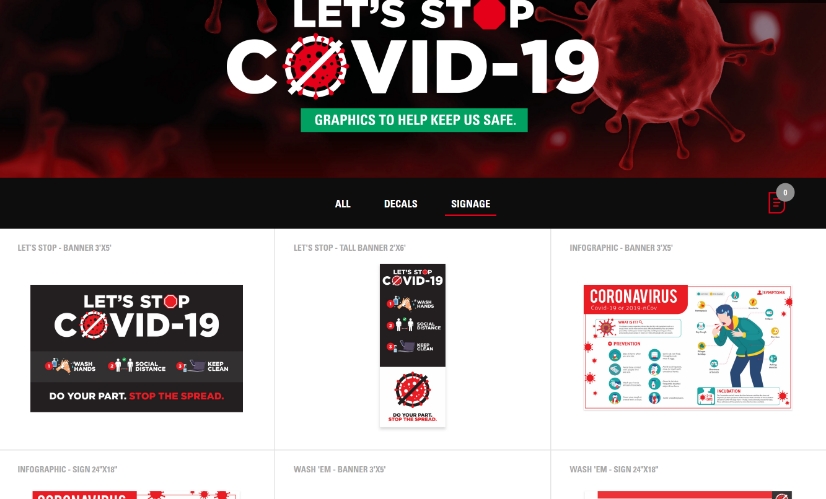 LET'S STOP
COVID-19
GRAPHICS TO HELP KEEP US SAFE.
ALL
DECALS
SIGNAGE
0
LET'S STOP - BANNER 3'X5'
LET'S STOP - TALL BANNER 2'X6'
INFOGRAPHIC - BANNER 3'X5'
LET'S STOP
COVID-19
1 WASH HANDS
2 SOCIAL DISTANCE
3 KEEP CLEAN
DO YOUR PART. STOP THE SPREAD.
LET'S STOP
COVID-19
WASH HANDS
SOCIAL DISTANCE
KEEP CLEAN
DO YOUR PART.
STOP THE SPREAD.
CORONAVIRUS
Covid-19 or 2019 nCov
WHAT IS IT?
PREVENTION
SYMPTOMS
INCUBATION
INFOGRAPHIC - SIGN 24"X18"
WASH 'EM - BANNER 3'X5'
WASH 'EM - SIGN 24"X18"
CORONAVIRUS